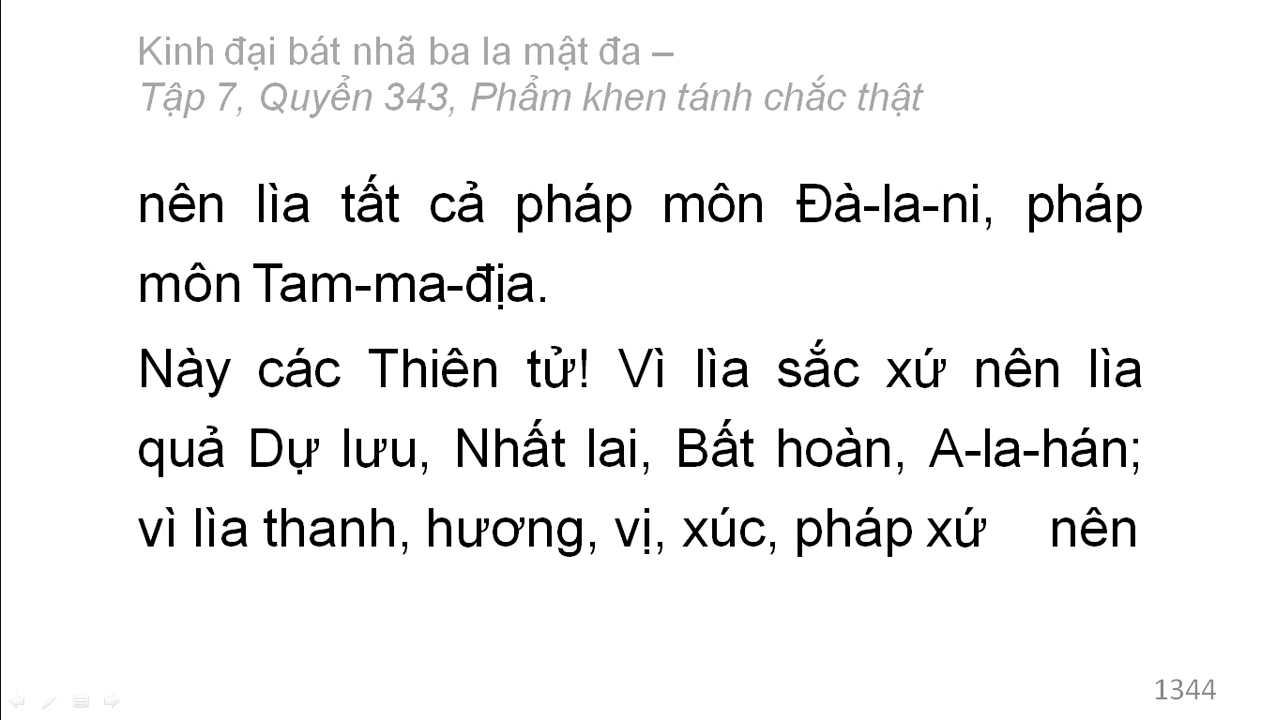 Kinh đại bát nhã ba la mật đa –
Tập 7, Quyển 343, Phẩm khen tánh chắc thật
nên lìa tất cả pháp môn Đà-la-ni, pháp
môn Tam-ma-địa.
Này các Thiên tử! Vì lìa sắc xứ nên lìa
quả Dự lưu, Nhất lai, Bất hoàn, A-la-hán;
vì lìa thanh, hương, vị, xúc, pháp xứ nên
1344